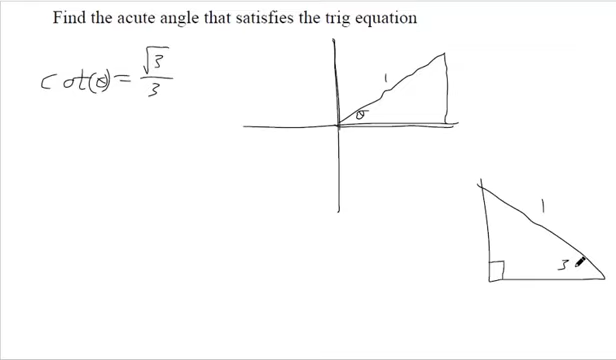 Find the acute angle that satisfies the trig equation
cot(θ) = √3/3
1
θ
1
3